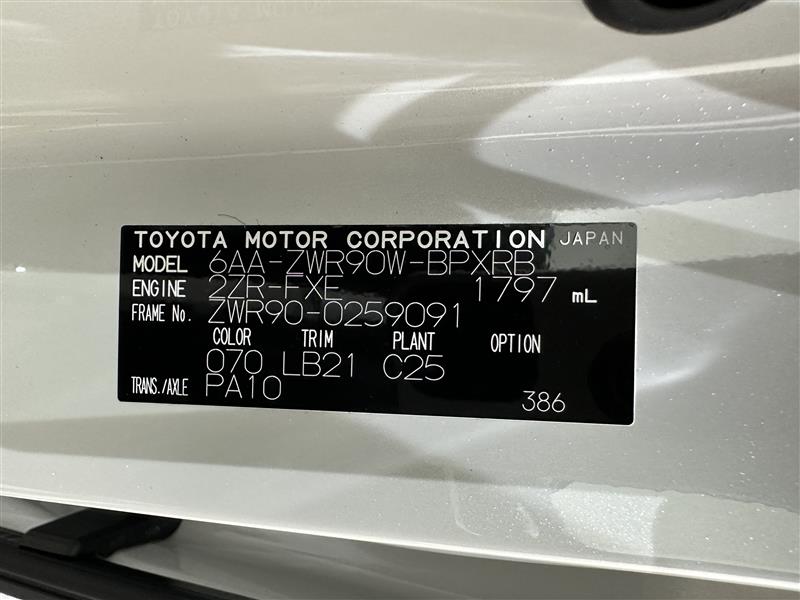 TOYOTA MOTOR CORPORATION JAPAN
MODEL 6AA-ZWR90W-BPXRB
ENGINE 2ZR-FXE 1797 mL
FRAME No. ZWR90-0259091
COLOR TRIM PLANT OPTION
070 LB21 C25
TRANS./AXLE PA10
386